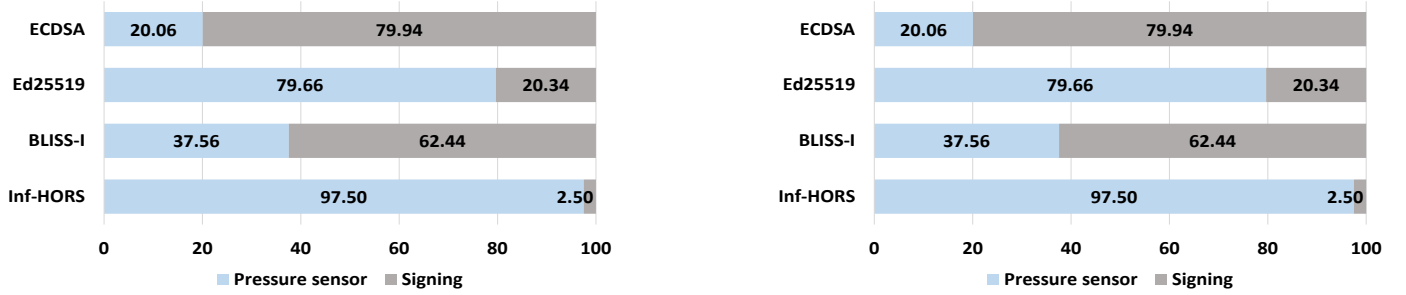 ECDSA 20.06 79.94
Ed25519 79.66 20.34
BLISS-I 37.56 62.44
Inf-HORS 97.50 2.50
0 20 40 60 80 100
Pressure sensor Signing
ECDSA 20.06 79.94
Ed25519 79.66 20.34
BLISS-I 37.56 62.44
Inf-HORS 97.50 2.50
0 20 40 60 80 100
Pressure sensor Signing